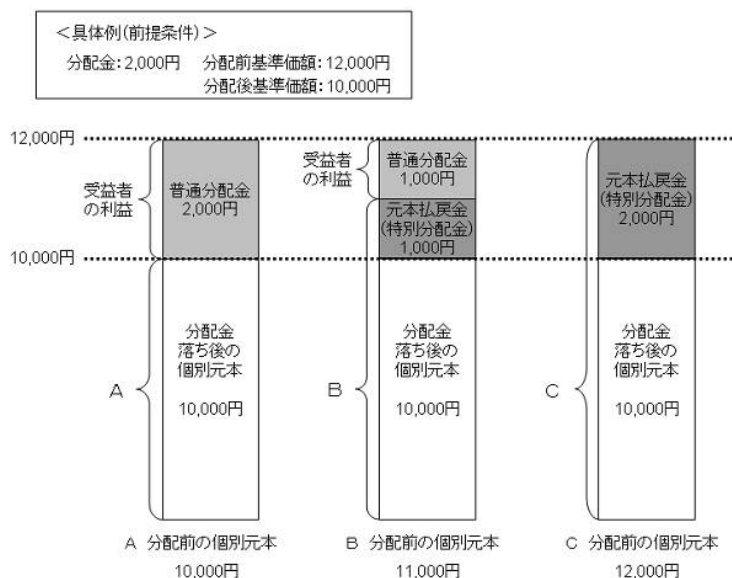 <具体例(前提条件)>
分配金:2,000円 分配前基準価額:12,000円
分配後基準価額:10,000円
12,000円
10,000円
受益者
の利益
普通分配金
2,000円
A
分配金
落ち後の
個別元本
10,000円
A 分配前の個別元本
10,000円
受益者
の利益
普通分配金
1,000円
元本払戻金
(特別分配金)
1,000円
B
分配金
落ち後の
個別元本
10,000円
B 分配前の個別元本
11,000円
元本払戻金
(特別分配金)
2,000円
C
分配金
落ち後の
個別元本
10,000円
C 分配前の個別元本
12,000円